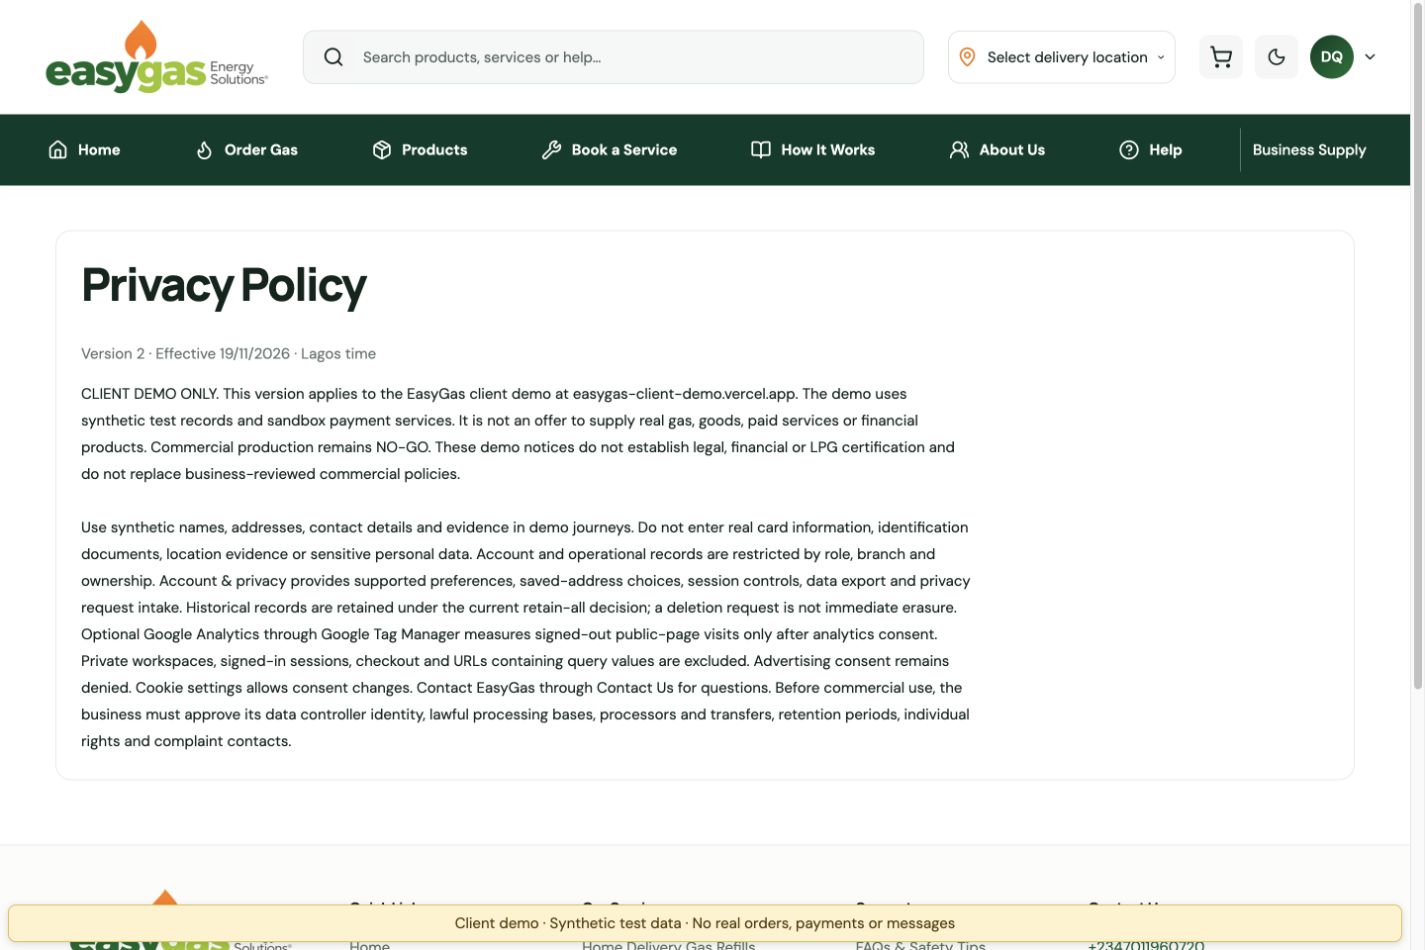 easygas Energy Solutions®
Search products, services or help...
Select delivery location
DQ
Home
Order Gas
Products
Book a Service
How It Works
About Us
Help
Business Supply
Privacy Policy
Version 2 · Effective 19/11/2026 · Lagos time
CLIENT DEMO ONLY. This version applies to the EasyGas client demo at easygas-client-demo.vercel.app. The demo uses
synthetic test records and sandbox payment services. It is not an offer to supply real gas, goods, paid services or financial
products. Commercial production remains NO-GO. These demo notices do not establish legal, financial or LPG certification and
do not replace business-reviewed commercial policies.
Use synthetic names, addresses, contact details and evidence in demo journeys. Do not enter real card information, identification
documents, location evidence or sensitive personal data. Account and operational records are restricted by role, branch and
ownership. Account & privacy provides supported preferences, saved-address choices, session controls, data export and privacy
request intake. Historical records are retained under the current retain-all decision; a deletion request is not immediate erasure.
Optional Google Analytics through Google Tag Manager measures signed-out public-page visits only after analytics consent.
Private workspaces, signed-in sessions, checkout and URLs containing query values are excluded. Advertising consent remains
denied. Cookie settings allows consent changes. Contact EasyGas through Contact Us for questions. Before commercial use, the
business must approve its data controller identity, lawful processing bases, processors and transfers, retention periods, individual
rights and complaint contacts.
Client demo · Synthetic test data · No real orders, payments or messages
easygas Solutions®
Home
Home Delivery Gas Refills
FAQs & Safety Tips
+2347011960720